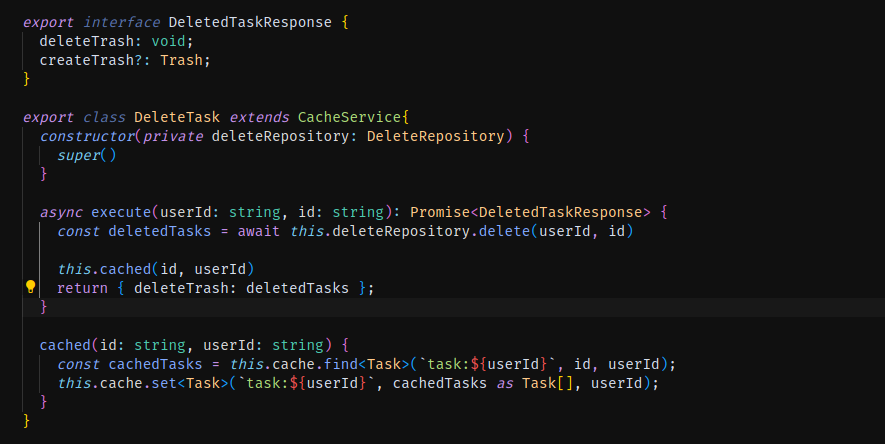 export interface DeletedTaskResponse {
  deleteTrash: void;
  createTrash?: Trash;
}
export class DeleteTask extends CacheService{
  constructor(private deleteRepository: DeleteRepository) {
    super()
  }
  async execute(userId: string, id: string): Promise<DeletedTaskResponse> {
    const deletedTasks = await this.deleteRepository.delete(userId, id)
    this.cached(id, userId)
    return { deleteTrash: deletedTasks };
  }
  cached(id: string, userId: string) {
    const cachedTasks = this.cache.find<Task>(`task:${userId}`, id, userId);
    this.cache.set<Task>(`task:${userId}`, cachedTasks as Task[], userId);
  }
}